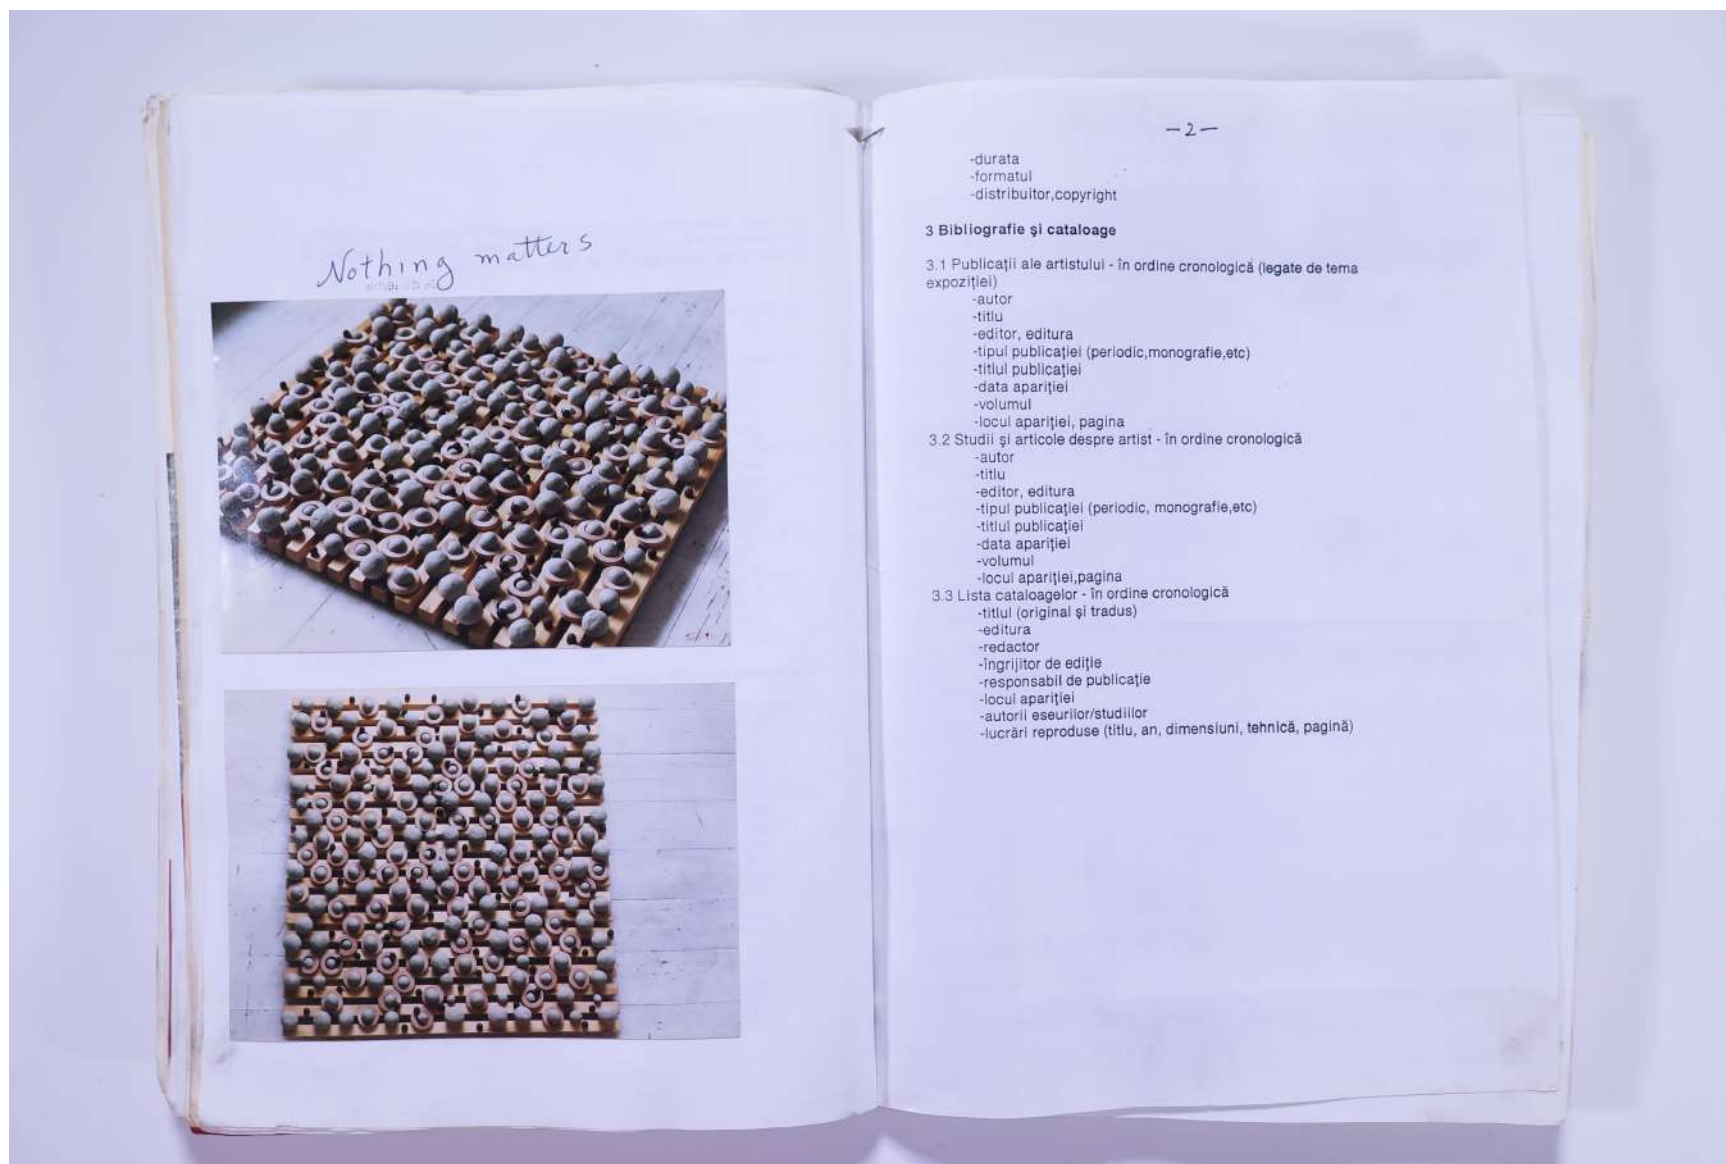 Nothing matters
-2-
-durata
-formatul
-distribuitor,copyright
3 Bibliografie şi cataloage
3.1 Publicaţii ale artistului - în ordine cronologică (legate de tema
expoziţiei)
-autor
-titlu
-editor, editura
-tipul publicaţiei (periodic,monografie,etc)
-titlul publicaţiei
-data apariţiei
-volumul
-locul apariţiei, pagina
3.2 Studii şi articole despre artist - în ordine cronologică
-autor
-titlu
-editor, editura
-tipul publicaţiei (periodic, monografie,etc)
-titlul publicaţiei
-data apariţiei
-volumul
-locul apariţiei,pagina
3.3 Lista cataloagelor - în ordine cronologică
-titlul (original şi tradus)
-editura
-redactor
-îngrijitor de ediţie
-responsabil de publicaţie
-locul apariţiei
-autorii eseurilor/studiilor
-lucrări reproduse (titlu, an, dimensiuni, tehnică, pagină)